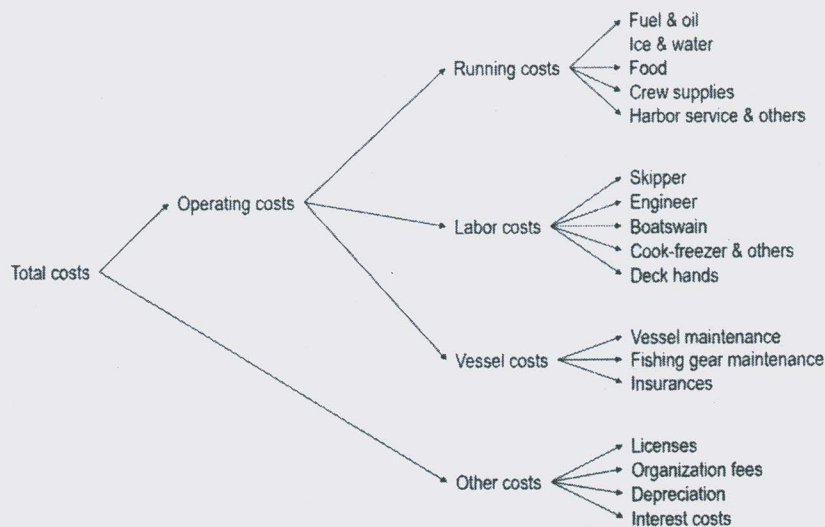 Fuel & oil
Ice & water
Running costs
Food
Crew supplies
Harbor service & others
Skipper
Operating costs
Engineer
Labor costs
Boatswain
Cook-freezer & others
Total costs
Deck hands
Vessel maintenance
Vessel costs
Fishing gear maintenance
Insurances
Licenses
Organization fees
Other costs
Depreciation
Interest costs